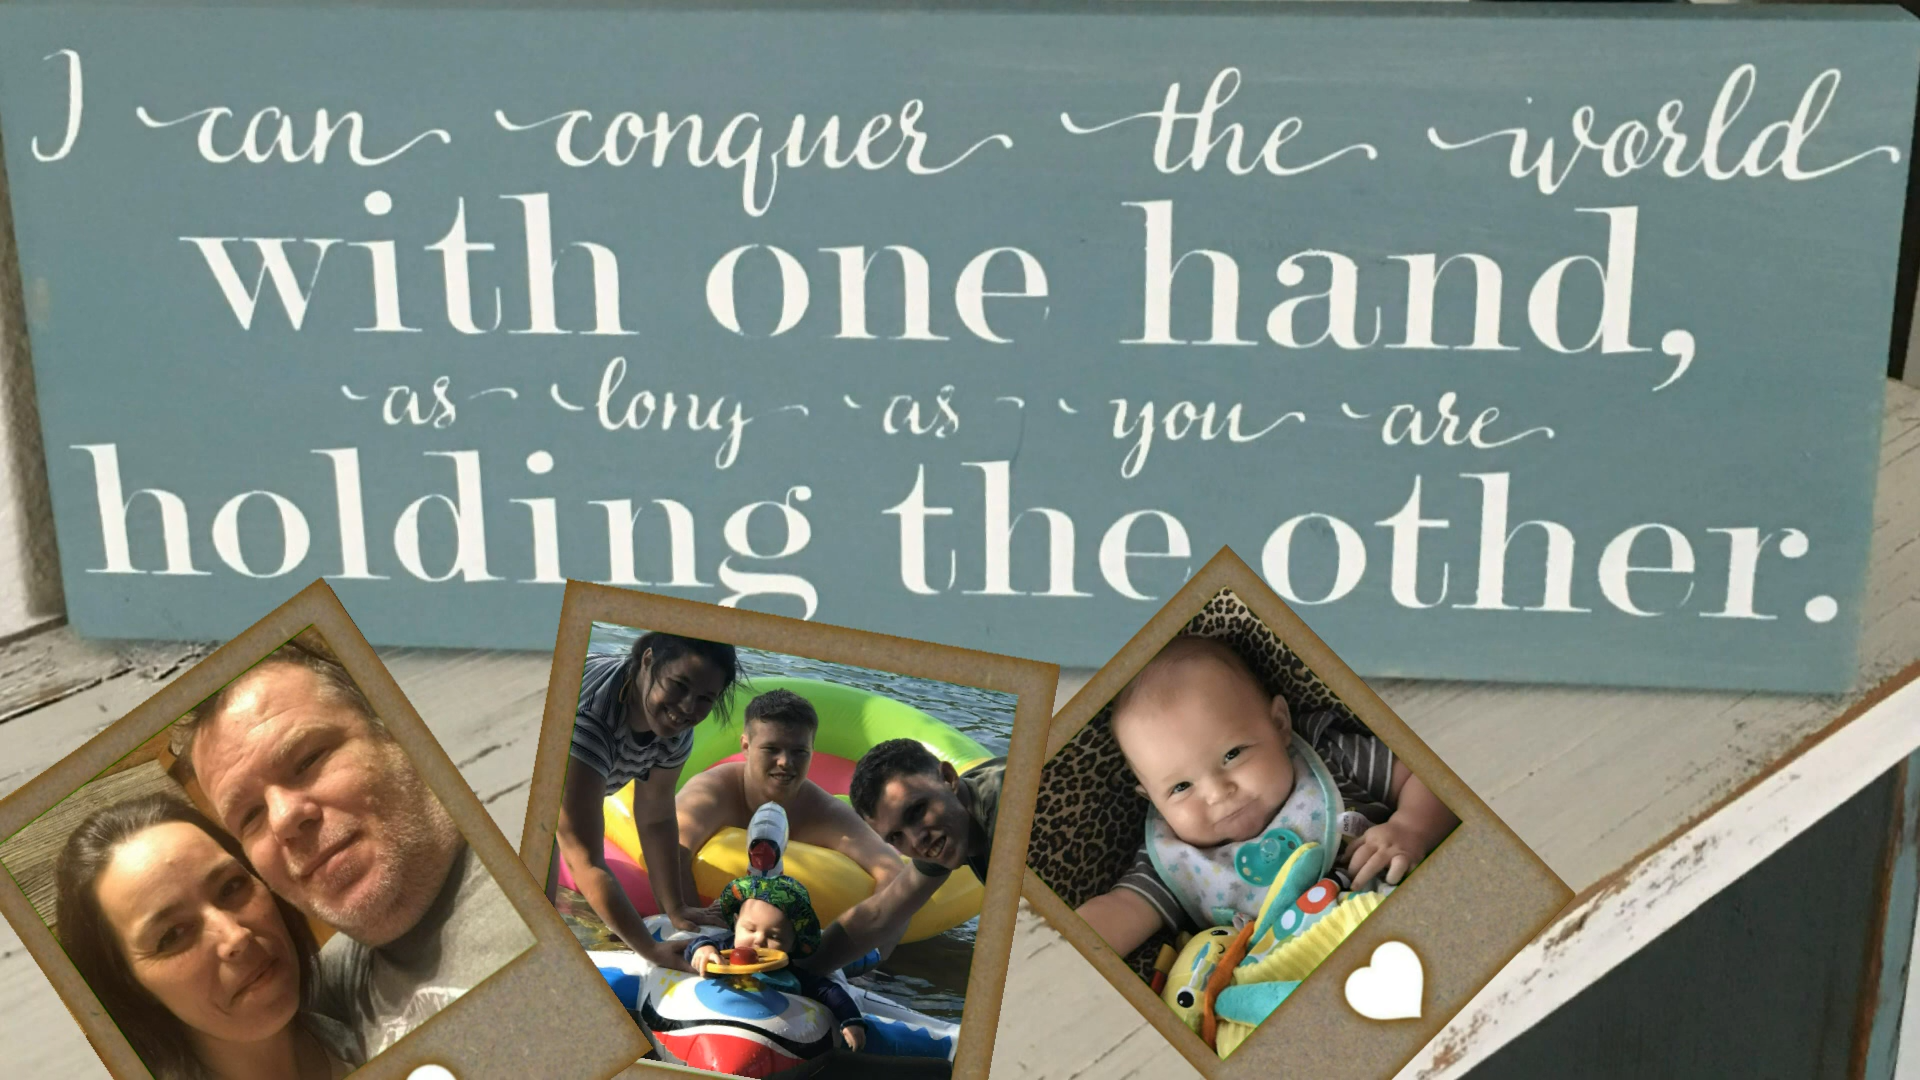 I can conquer the world
with one hand,
as long as you are
holding the other.